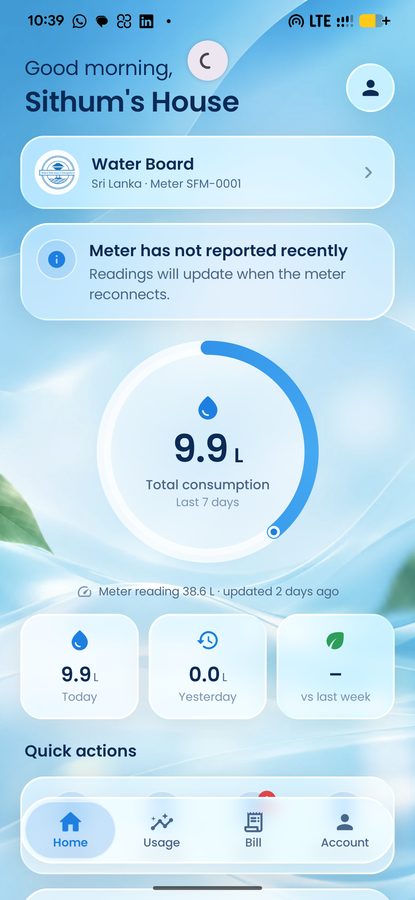 10:39
LTE
Good morning,
Sithum's House
Water Board
Sri Lanka · Meter SFM-0001
Meter has not reported recently
Readings will update when the meter
reconnects.
9.9 L
Total consumption
Last 7 days
Meter reading 38.6 L · updated 2 days ago
9.9 L
Today
0.0 L
Yesterday
–
vs last week
Quick actions
Home
Usage
Bill
Account